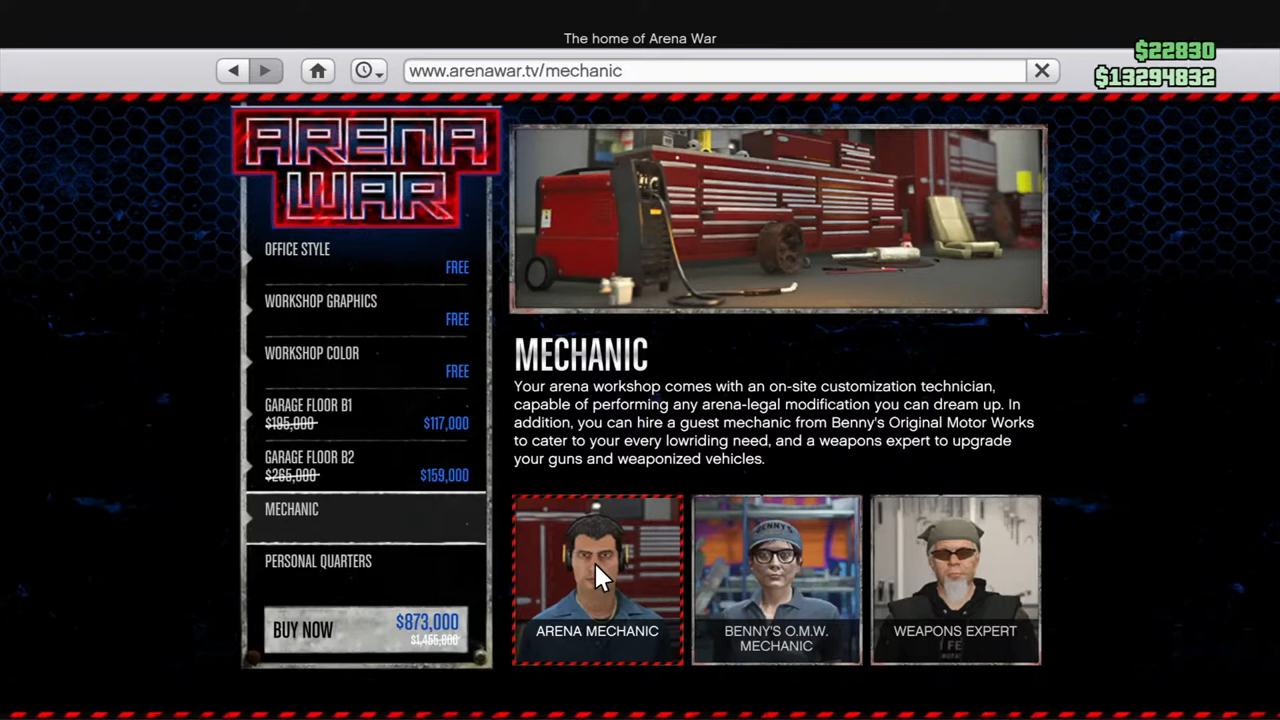 The home of Arena War
$22830
www.arenawar.tv/mechanic
$13294832
ARENA
WAR
OFFICE STYLE
FREE
WORKSHOP GRAPHICS
FREE
WORKSHOP COLOR
FREE
GARAGE FLOOR B1
$195,000 $117,000
GARAGE FLOOR B2
$265,000 $159,000
MECHANIC
PERSONAL QUARTERS
BUY NOW $873,000
$1,455,000
MECHANIC
Your arena workshop comes with an on-site customization technician,
capable of performing any arena-legal modification you can dream up. In
addition, you can hire a guest mechanic from Benny's Original Motor Works
to cater to your every lowriding need, and a weapons expert to upgrade
your guns and weaponized vehicles.
ARENA MECHANIC
BENNY'S
BENNY'S O.M.W.
MECHANIC
WEAPONS EXPERT